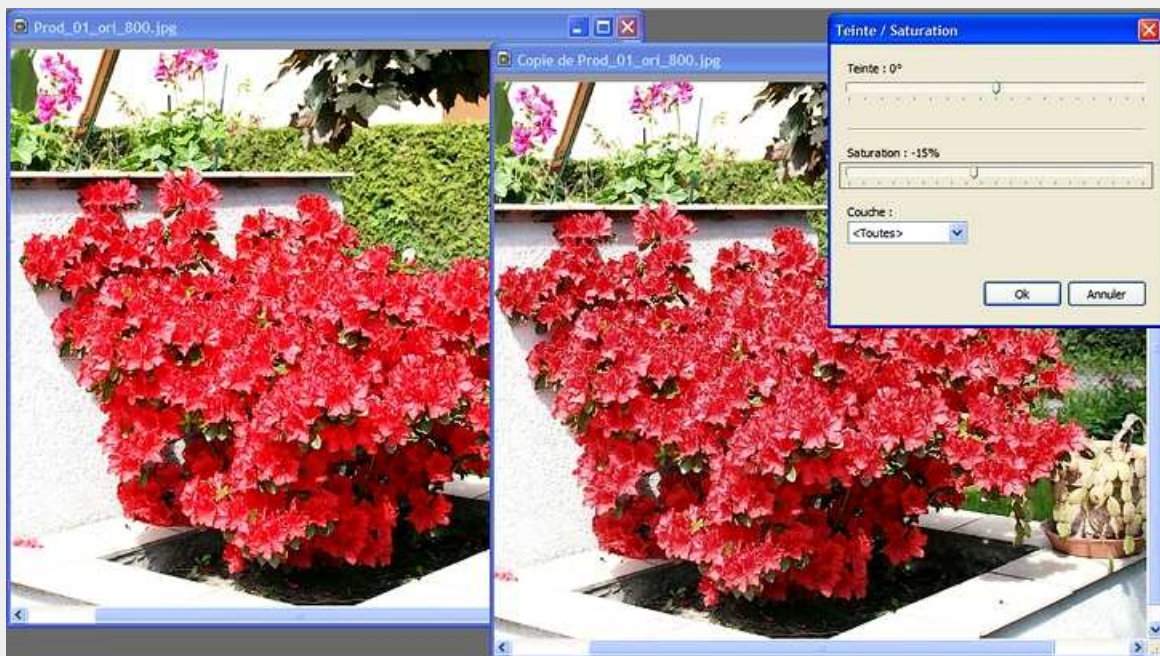 Prod_01_ori_800.jpg
Copie de Prod_01_ori_800.jpg
Teinte / Saturation
Teinte : 0°
Saturation : -15%
Couche :
<Toutes>
Ok
Annuler